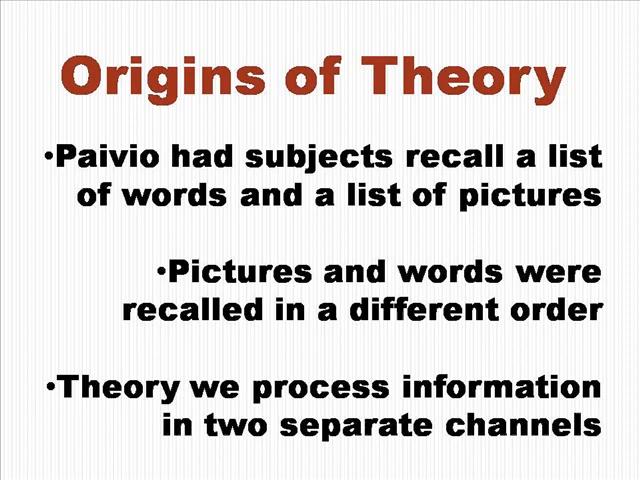 Origins of Theory
•Paivio had subjects recall a list
of words and a list of pictures
•Pictures and words were
recalled in a different order
•Theory we process information
in two separate channels